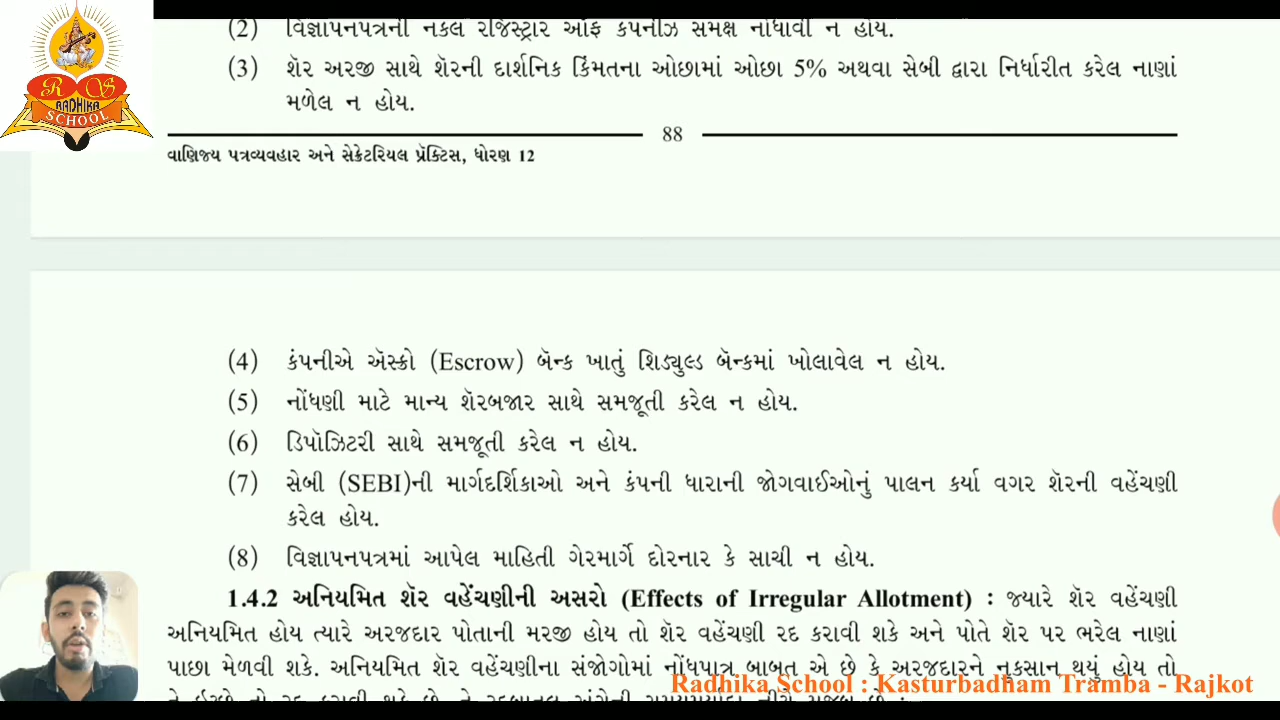 (2) વિજ્ઞાપનપત્રની નકલ રજિસ્ટ્રાર ઑફ કંપનીઝ સમક્ષ નોંધાવી ન હોય.
(3) શૅર અરજી સાથે શૅરની દાર્શનિક કિંમતના ઓછામાં ઓછા 5% અથવા સેબી દ્વારા નિર્ધારીત કરેલ નાણાં
મળેલ ન હોય.
88
વાણિજ્ય પત્રવ્યવહાર અને સેક્રેટરિયલ પ્રૅક્ટિસ, ધોરણ 12
R S
RADHIKA
SCHOOL
(4) કંપનીએ ઍસ્ક્રો (Escrow) બૅન્ક ખાતું શિડ્યુલ્ડ બૅન્કમાં ખોલાવેલ ન હોય.
(5) નોંધણી માટે માન્ય શૅરબજાર સાથે સમજૂતી કરેલ ન હોય.
(6) ડિપૉઝિટરી સાથે સમજૂતી કરેલ ન હોય.
(7) સેબી (SEBI)ની માર્ગદર્શિકાઓ અને કંપની ધારાની જોગવાઈઓનું પાલન કર્યા વગર શૅરની વહેંચણી
કરેલ હોય.
(8) વિજ્ઞાપનપત્રમાં આપેલ માહિતી ગેરમાર્ગે દોરનાર કે સાચી ન હોય.
1.4.2 અનિયમિત શૅર વહેંચણીની અસરો (Effects of Irregular Allotment) : જ્યારે શૅર વહેંચણી
અનિયમિત હોય ત્યારે અરજદાર પોતાની મરજી હોય તો શૅર વહેંચણી રદ કરાવી શકે અને પોતે શૅર પર ભરેલ નાણાં
પાછા મેળવી શકે. અનિયમિત શૅર વહેંચણીના સંજોગોમાં નોંધપાત્ર બાબત એ છે કે અરજદારને નુકસાન થયું હોય તો
Radhika School : Kasturbadham Tramba - Rajkot